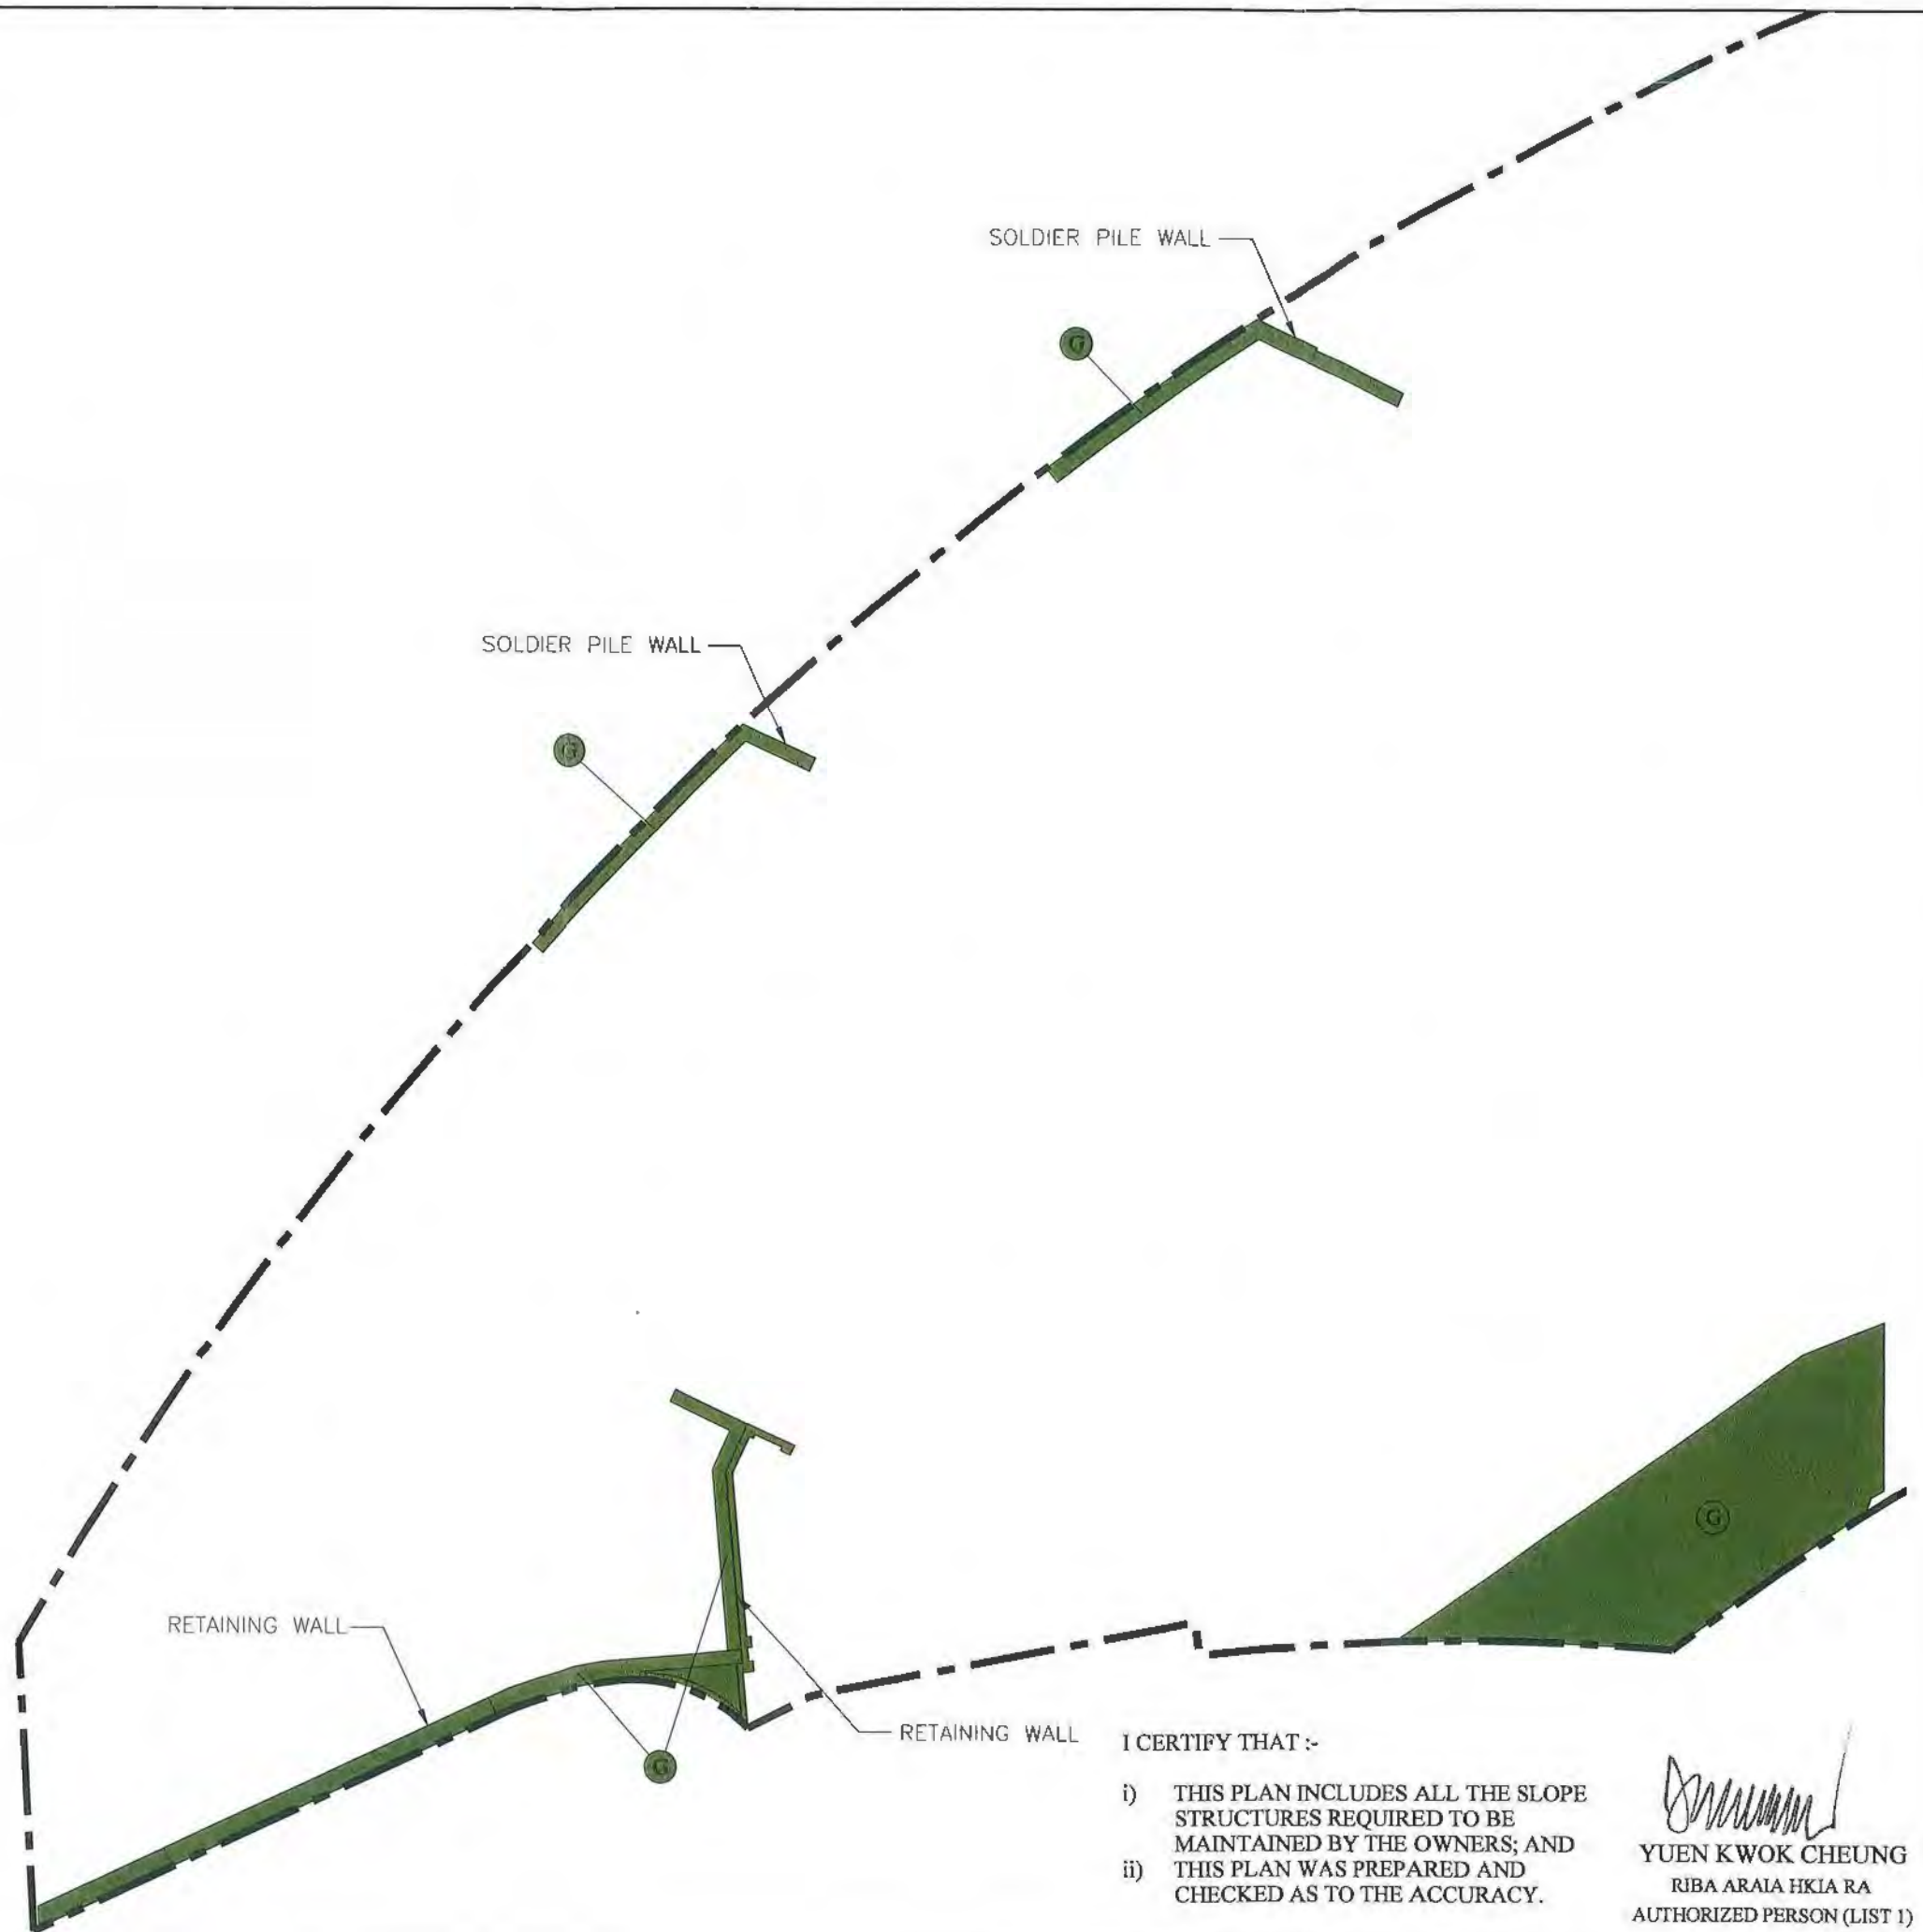 SOLDIER PILE WALL
G
SOLDIER PILE WALL
G
G
RETAINING WALL
RETAINING WALL
G
I CERTIFY THAT :-
i) THIS PLAN INCLUDES ALL THE SLOPE
STRUCTURES REQUIRED TO BE
MAINTAINED BY THE OWNERS; AND
ii) THIS PLAN WAS PREPARED AND
CHECKED AS TO THE ACCURACY.
YUEN KWOK CHEUNG
RIBA ARAIA HKIA RA
AUTHORIZED PERSON (LIST 1)